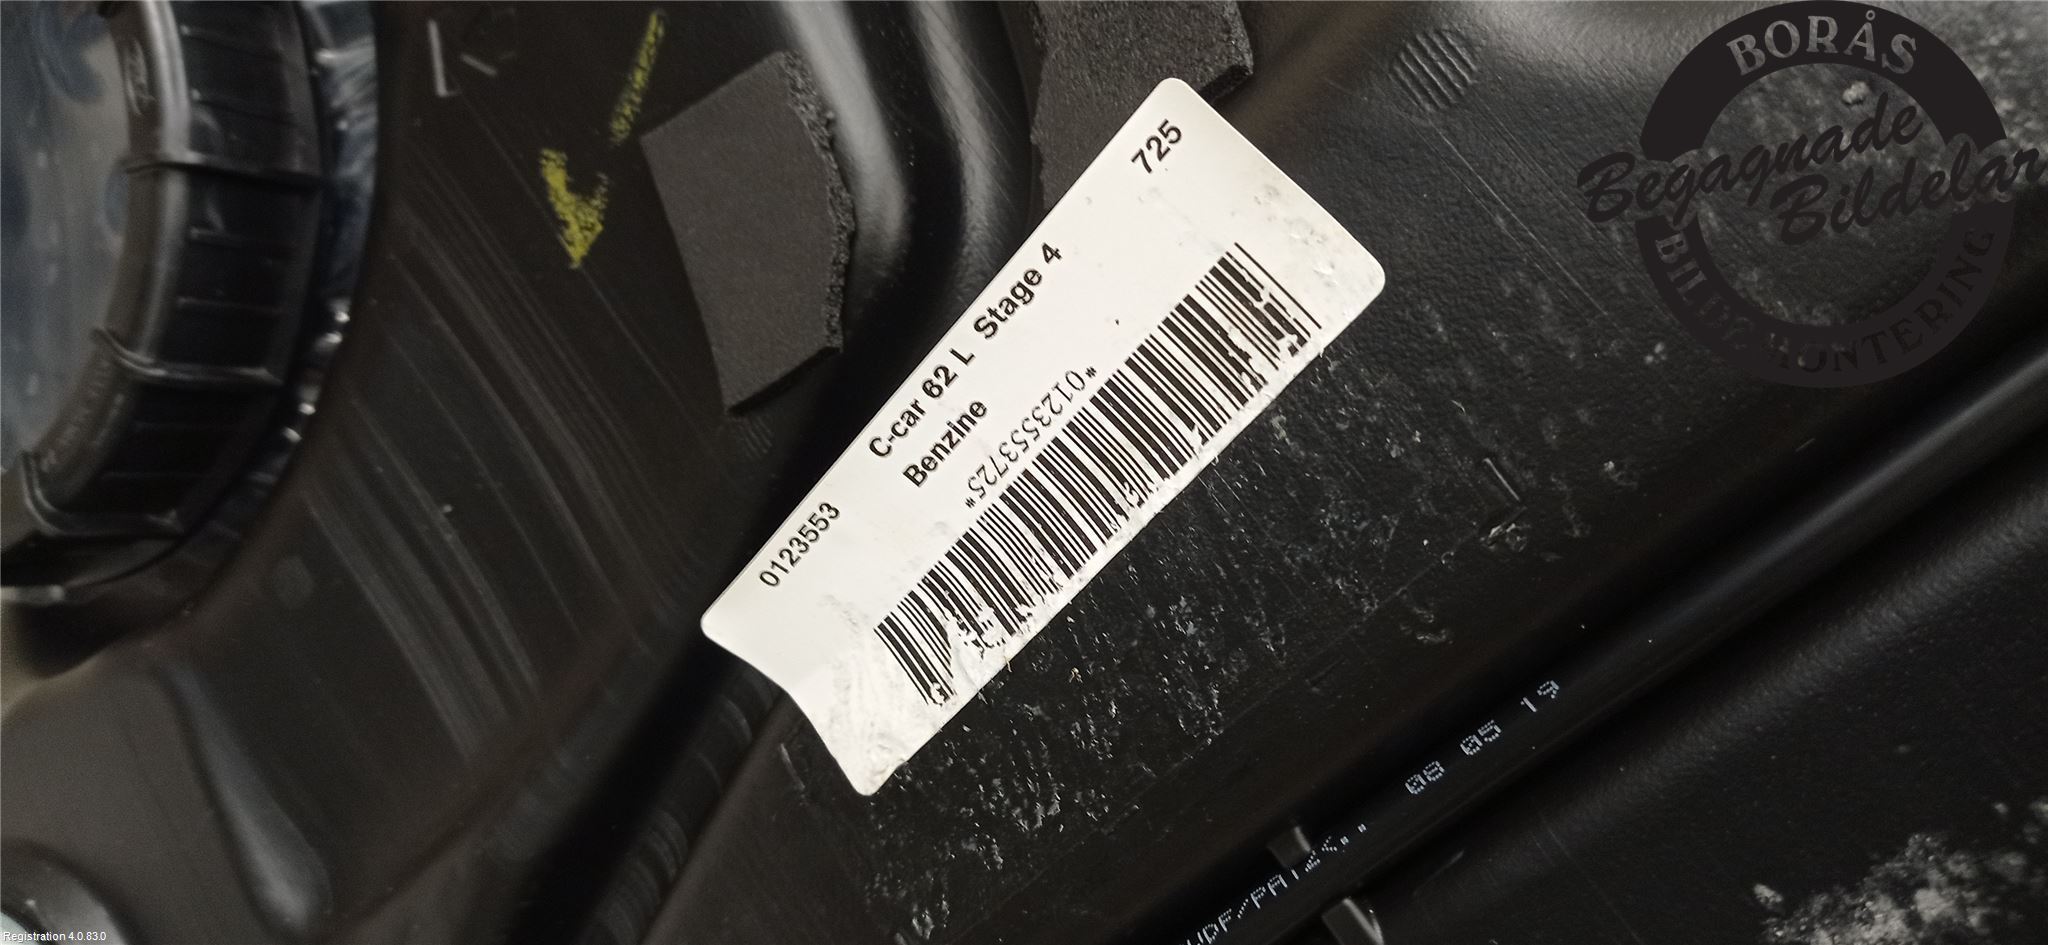 725
C-car 62 L Stage 4
Benzine
0123553
*0123553725*
08 05 19
BORÅS
Begagnade
Bildelar
BILDEMONTERING
Registration 4.0.83.0